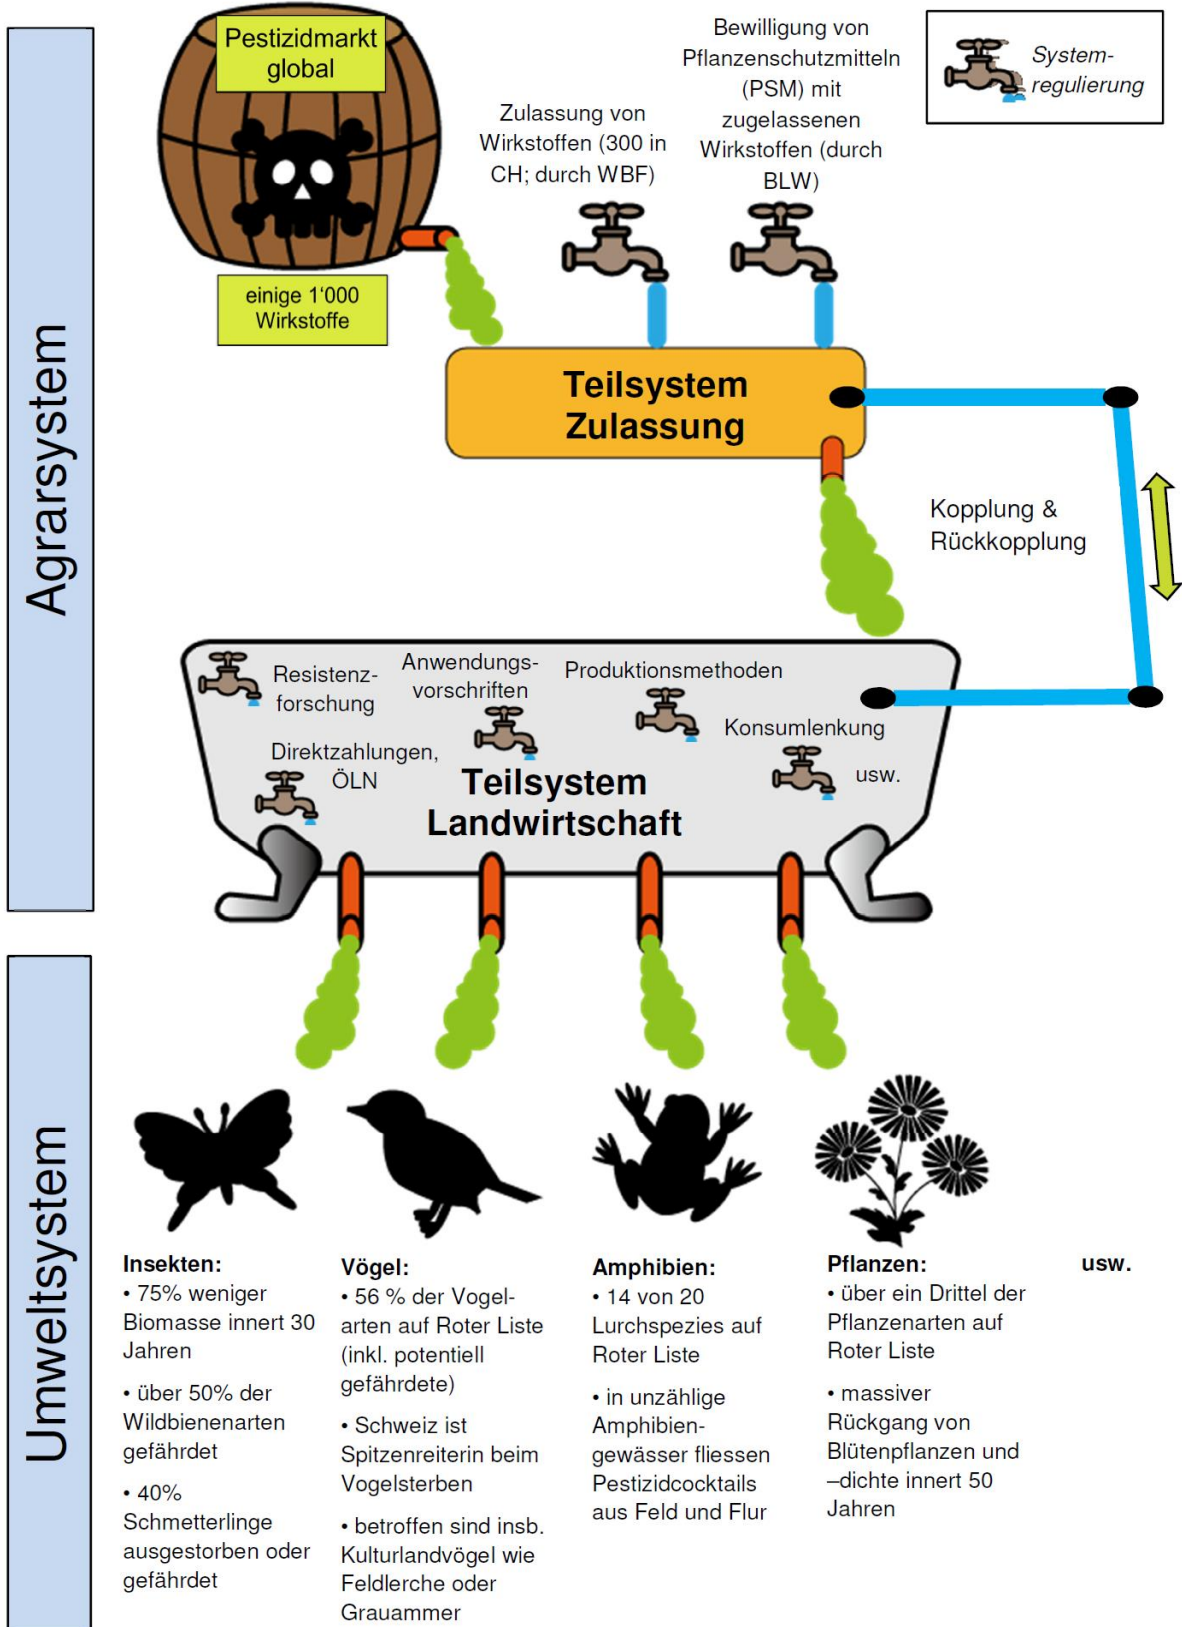 Agrarsystem
Pestizidmarkt
global
einige 1‘000
Wirkstoffe
Zulassung von
Wirkstoffen (300 in
CH; durch WBF)
Bewilligung von
Pflanzenschutzmitteln
(PSM) mit
zugelassenen
Wirkstoffen (durch
BLW)
System-
regulierung
Teilsystem
Zulassung
Kopplung &
Rückkopplung
Resistenz-
forschung
Anwendungs-
vorschriften
Produktionsmethoden
Konsumlenkung
Direktzahlungen,
ÖLN
usw.
Teilsystem
Landwirtschaft
Umweltsystem
Insekten:
• 75% weniger
Biomasse innert 30
Jahren
• über 50% der
Wildbienenarten
gefährdet
• 40%
Schmetterlinge
ausgestorben oder
gefährdet
Vögel:
• 56 % der Vogel-
arten auf Roter Liste
(inkl. potentiell
gefährdete)
• Schweiz ist
Spitzenreiterin beim
Vogelsterben
• betroffen sind insb.
Kulturlandvögel wie
Feldlerche oder
Grauammer
Amphibien:
• 14 von 20
Lurchspezies auf
Roter Liste
• in unzählige
Amphibien-
gewässer fliessen
Pestizidcocktails
aus Feld und Flur
Pflanzen:
• über ein Drittel der
Pflanzenarten auf
Roter Liste
• massiver
Rückgang von
Blütenpflanzen und
–dichte innert 50
Jahren
usw.